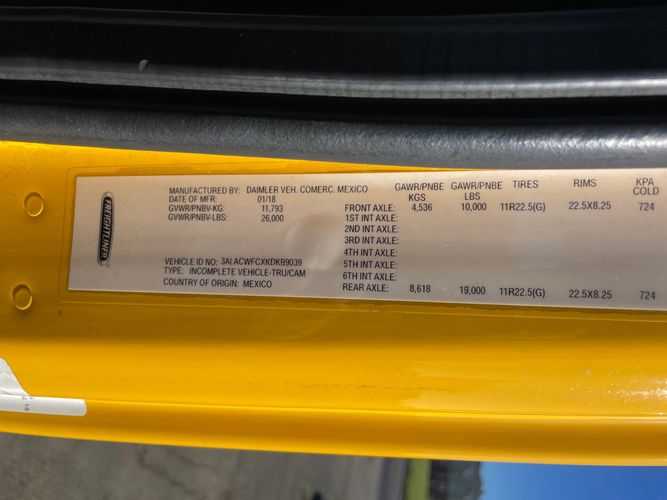 FREIGHTLINER
MANUFACTURED BY: DAIMLER VEH. COMERC. MEXICO
DATE OF MFR: 01/18
GVWR/PNBV-KG: 11,793
GVWR/PNBV-LBS: 26,000
VEHICLE ID NO: 3ALACWFCXKDKB9039
TYPE: INCOMPLETE VEHICLE-TRU/CAM
COUNTRY OF ORIGIN: MEXICO
GAWR/PNBE GAWR/PNBE TIRES RIMS KPA
KGS LBS COLD
FRONT AXLE: 4,536 10,000 11R22.5(G) 22.5X8.25 724
1ST INT AXLE:
2ND INT AXLE:
3RD INT AXLE:
4TH INT AXLE:
5TH INT AXLE:
6TH INT AXLE:
REAR AXLE: 8,618 19,000 11R22.5(G) 22.5X8.25 724